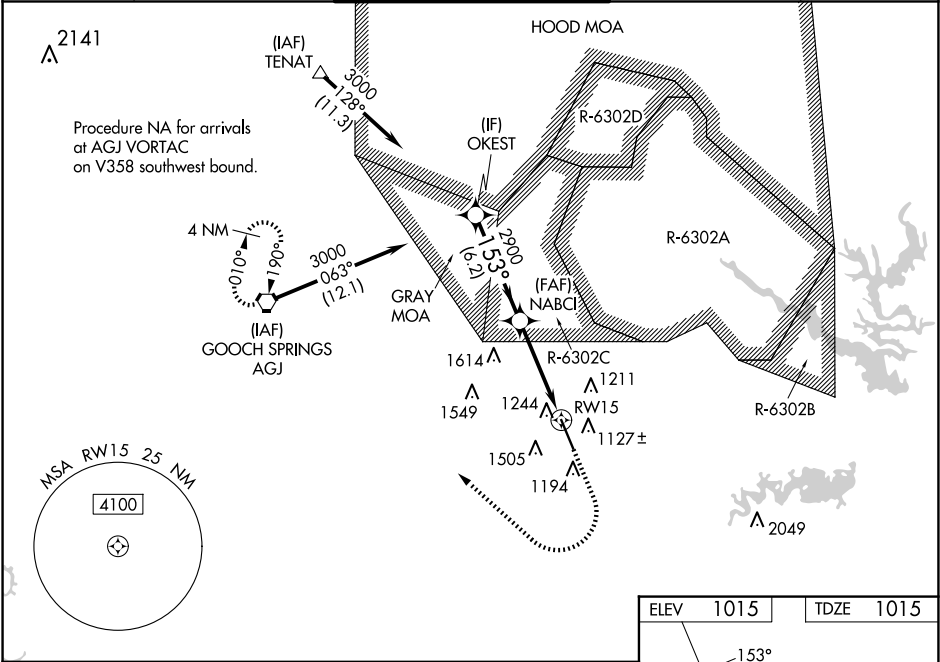 2141
(IAF)
TENAT
3000
128°
(11.3)
HOOD MOA
R-6302D
Procedure NA for arrivals
at AGJ VORTAC
on V358 southwest bound.
(IF)
OKEST
4 NM
010°
190°
3000
063°
(12.1)
(IAF)
GOOCH SPRINGS
AGJ
2900
153°
(6.2)
R-6302A
GRAY
MOA
(FAF)
NABCI
R-6302C
1614
1549
1244
1211
RW15
1127±
1505
1194
R-6302B
2049
MSA RW15 25 NM
4100
ELEV 1015
TDZE 1015
153°